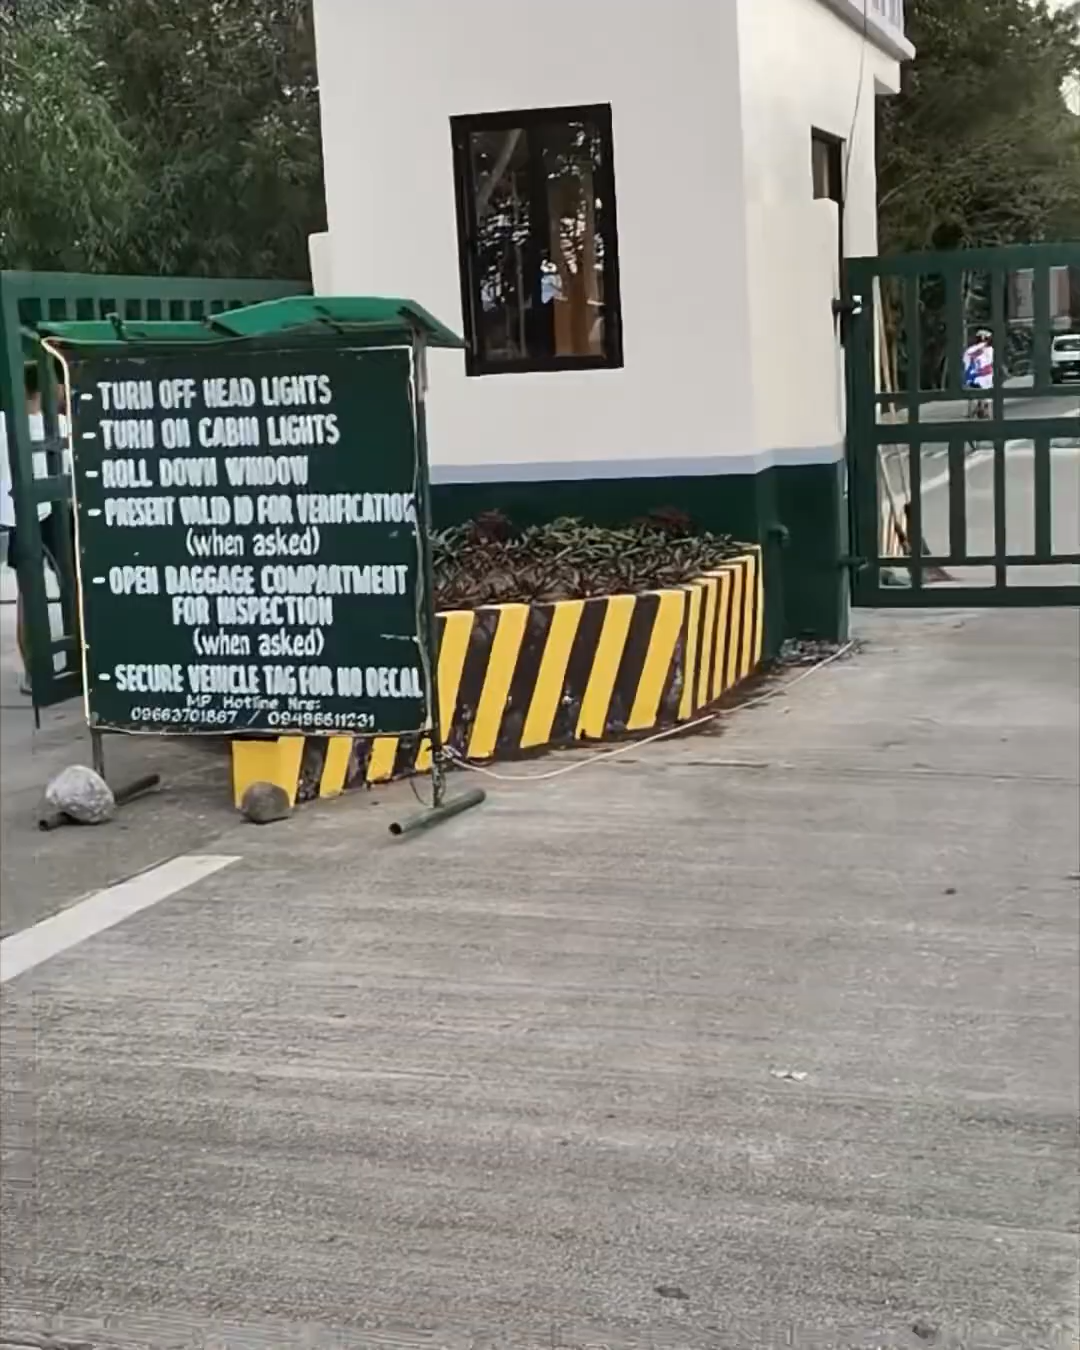 - TURN OFF HEAD LIGHTS
- TURN ON CABIN LIGHTS
- ROLL DOWN WINDOW
- PRESENT VALID ID FOR VERIFICATION
(when asked)
- OPEN BAGGAGE COMPARTMENT
FOR INSPECTION
(when asked)
- SECURE VEHICLE TAG FOR NO DECAL
MP Hotline Nrs:
09663701867 / 09496611231